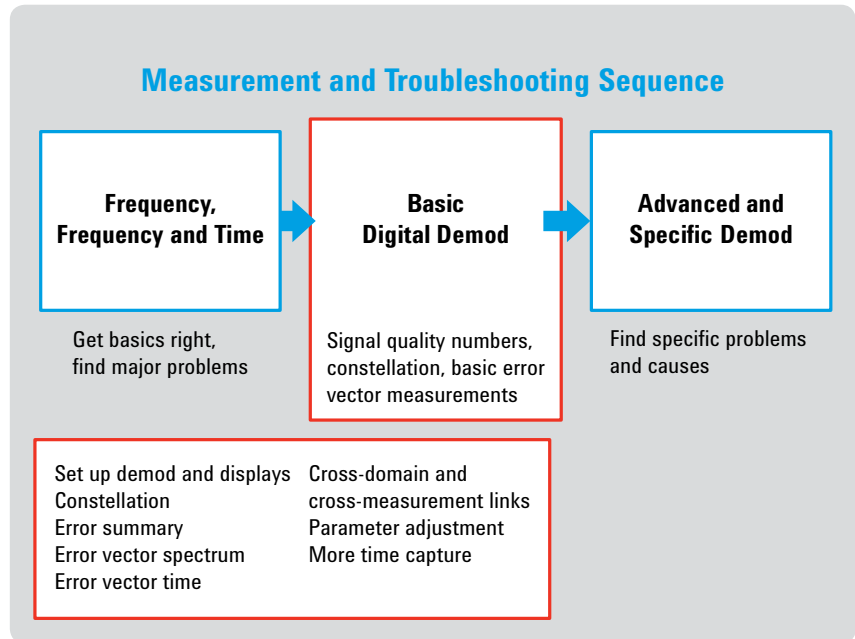 Measurement and Troubleshooting Sequence
Frequency,
Frequency and Time
Basic
Digital Demod
Advanced and
Specific Demod
Get basics right,
find major problems
Signal quality numbers,
constellation, basic error
vector measurements
Find specific problems
and causes
Set up demod and displays
Constellation
Error summary
Error vector spectrum
Error vector time
Cross-domain and
cross-measurement links
Parameter adjustment
More time capture